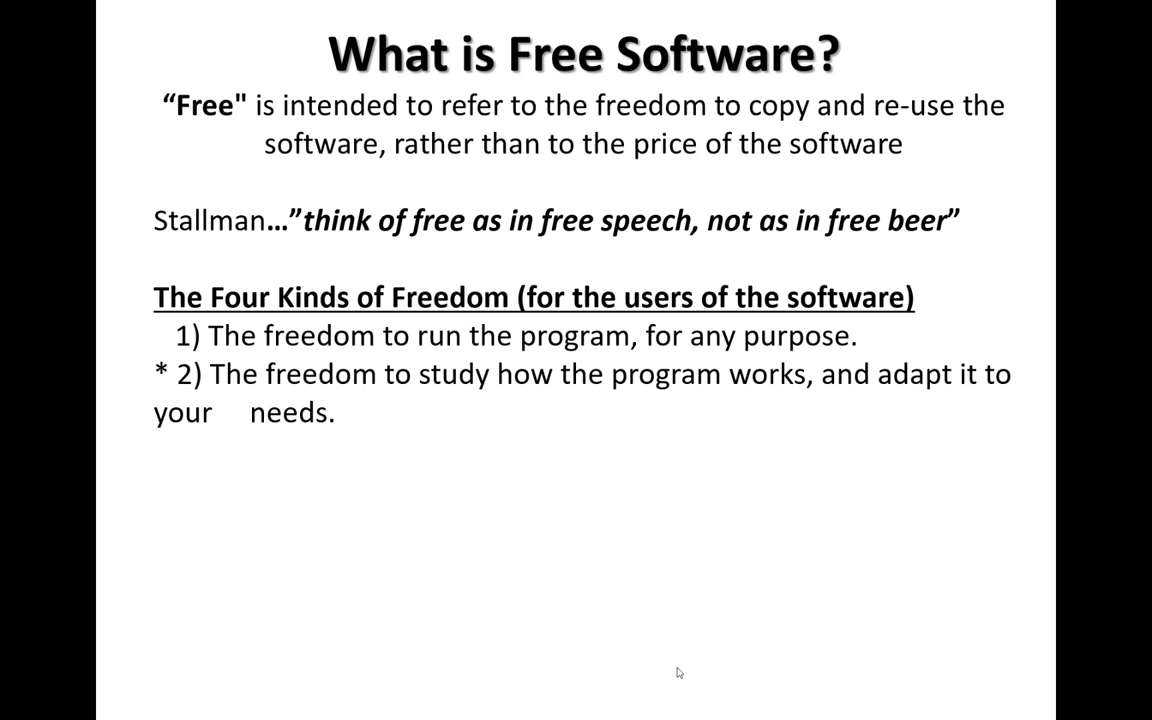 What is Free Software?
“Free" is intended to refer to the freedom to copy and re-use the
software, rather than to the price of the software
Stallman…”think of free as in free speech, not as in free beer”
The Four Kinds of Freedom (for the users of the software)
1) The freedom to run the program, for any purpose.
* 2) The freedom to study how the program works, and adapt it to
your needs.